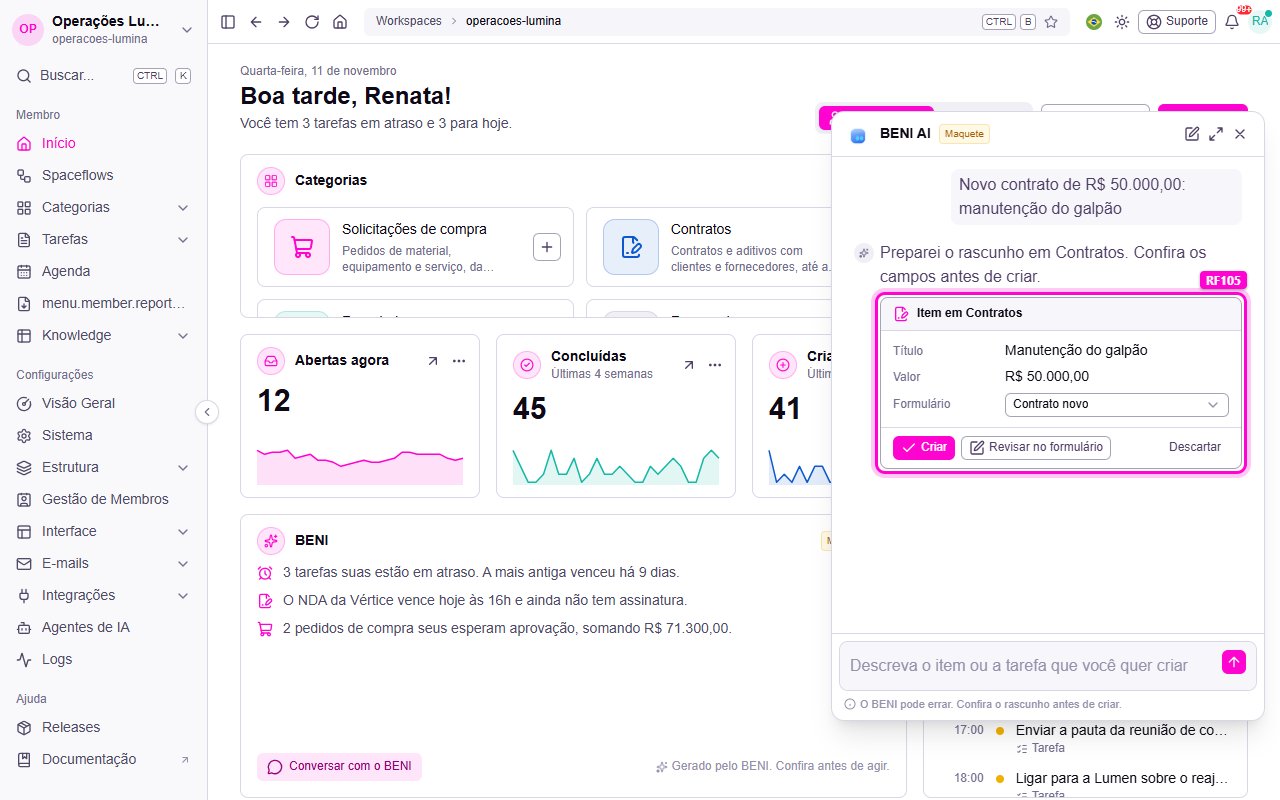 OP
Operações Lu...
operacoes-lumina
Buscar...
CTRL
K
Membro
Início
Spaceflows
Categorias
Tarefas
Agenda
menu.member.report...
Knowledge
Configurações
Visão Geral
Sistema
Estrutura
Gestão de Membros
Interface
E-mails
Integrações
Agentes de IA
Logs
Ajuda
Releases
Documentação
Workspaces
operacoes-lumina
CTRL
B
Suporte
99+
RA
Quarta-feira, 11 de novembro
Boa tarde, Renata!
Você tem 3 tarefas em atraso e 3 para hoje.
Categorias
Solicitações de compra
Pedidos de material,
equipamento e serviço, da...
Contratos
Contratos e aditivos com
clientes e fornecedores, até a
Abertas agora
12
Concluídas
Últimas 4 semanas
45
41
BENI
3 tarefas suas estão em atraso. A mais antiga venceu há 9 dias.
O NDA da Vértice vence hoje às 16h e ainda não tem assinatura.
2 pedidos de compra seus esperam aprovação, somando R$ 71.300,00.
Conversar com o BENI
Gerado pelo BENI. Confira antes de agir.
BENI AI
Maquete
Novo contrato de R$ 50.000,00:
manutenção do galpão
Preparei o rascunho em Contratos. Confira os
campos antes de criar.
RF105
Item em Contratos
Título
Manutenção do galpão
Valor
R$ 50.000,00
Formulário
Contrato novo
Criar
Revisar no formulário
Descartar
Descreva o item ou a tarefa que você quer criar
O BENI pode errar. Confira o rascunho antes de criar.
17:00
Enviar a pauta da reunião de co...
Tarefa
18:00
Ligar para a Lumen sobre o reaj...
Tarefa